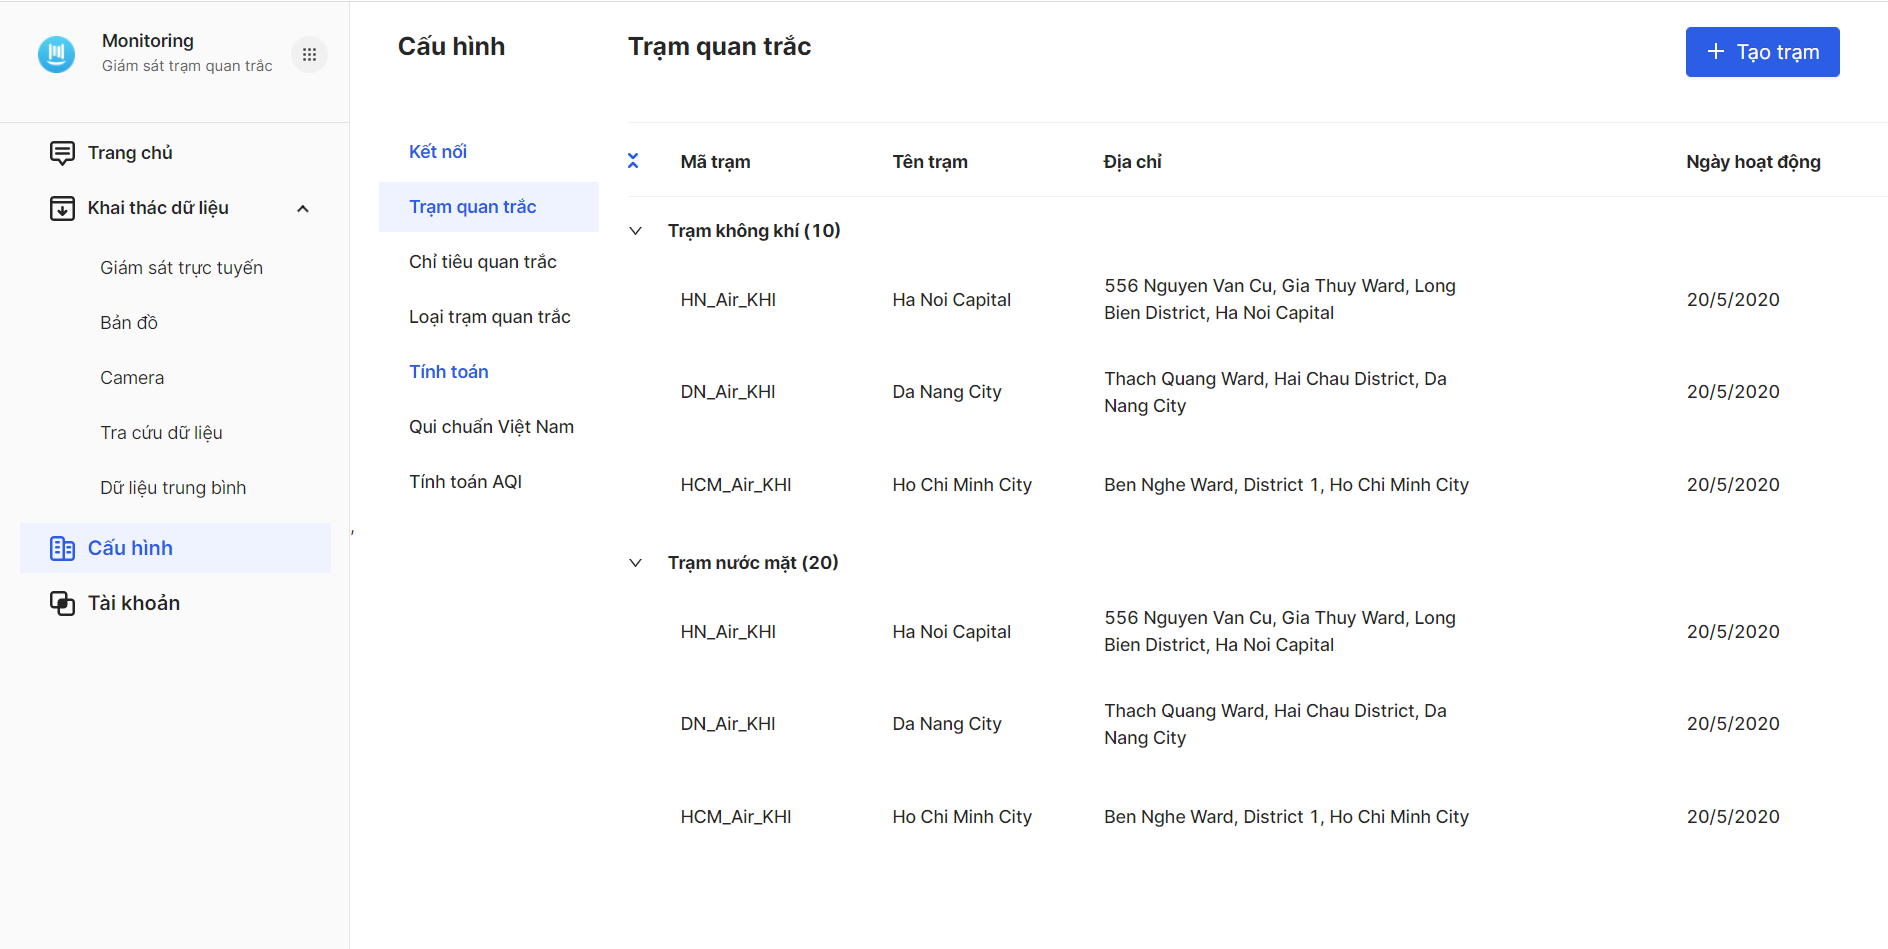 Monitoring
Giám sát trạm quan trắc
Trang chủ
Khai thác dữ liệu
Giám sát trực tuyến
Bản đồ
Camera
Tra cứu dữ liệu
Dữ liệu trung bình
Cấu hình
Tài khoản
,
Cấu hình
Kết nối
Trạm quan trắc
Chỉ tiêu quan trắc
Loại trạm quan trắc
Tính toán
Qui chuẩn Việt Nam
Tính toán AQI
Trạm quan trắc
+ Tạo trạm
Mã trạm Tên trạm Địa chỉ Ngày hoạt động
Trạm không khí (10)
HN_Air_KHI Ha Noi Capital 556 Nguyen Van Cu, Gia Thuy Ward, Long
Bien District, Ha Noi Capital 20/5/2020
DN_Air_KHI Da Nang City Thach Quang Ward, Hai Chau District, Da
Nang City 20/5/2020
HCM_Air_KHI Ho Chi Minh City Ben Nghe Ward, District 1, Ho Chi Minh City 20/5/2020
Trạm nước mặt (20)
HN_Air_KHI Ha Noi Capital 556 Nguyen Van Cu, Gia Thuy Ward, Long
Bien District, Ha Noi Capital 20/5/2020
DN_Air_KHI Da Nang City Thach Quang Ward, Hai Chau District, Da
Nang City 20/5/2020
HCM_Air_KHI Ho Chi Minh City Ben Nghe Ward, District 1, Ho Chi Minh City 20/5/2020